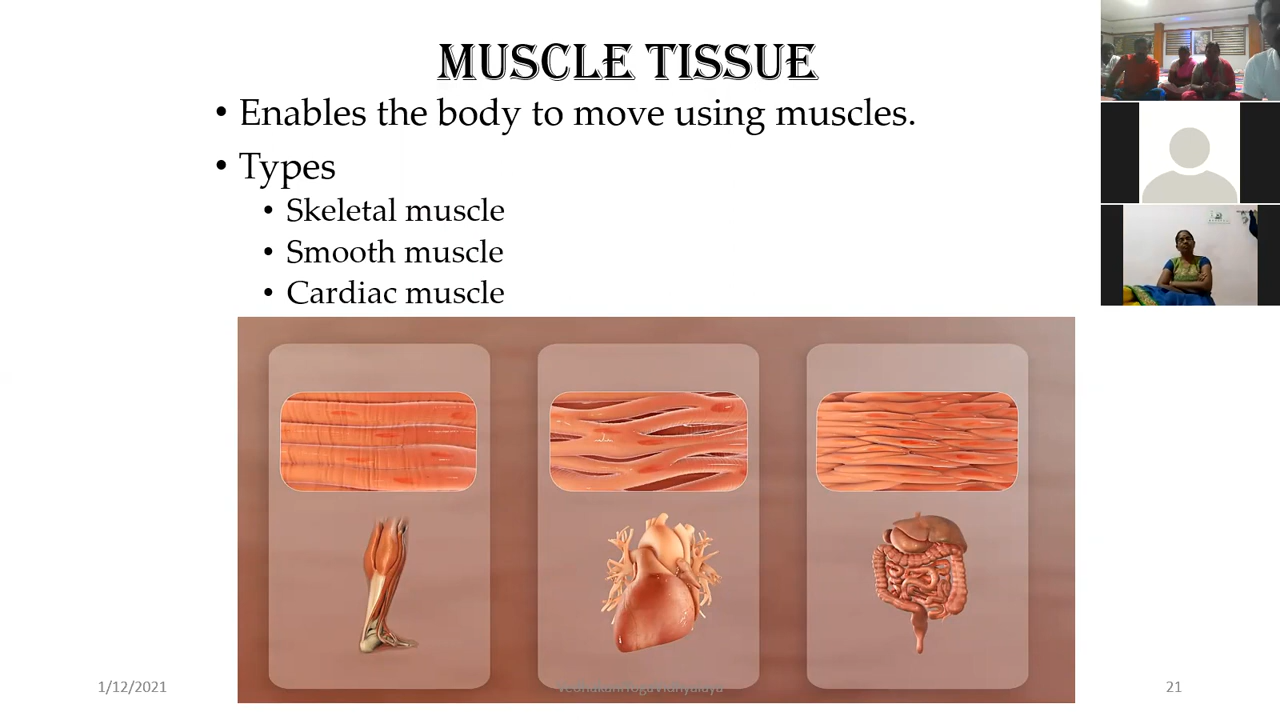 MUSCLE TISSUE
• Enables the body to move using muscles.
• Types
• Skeletal muscle
• Smooth muscle
• Cardiac muscle
1/12/2021
21